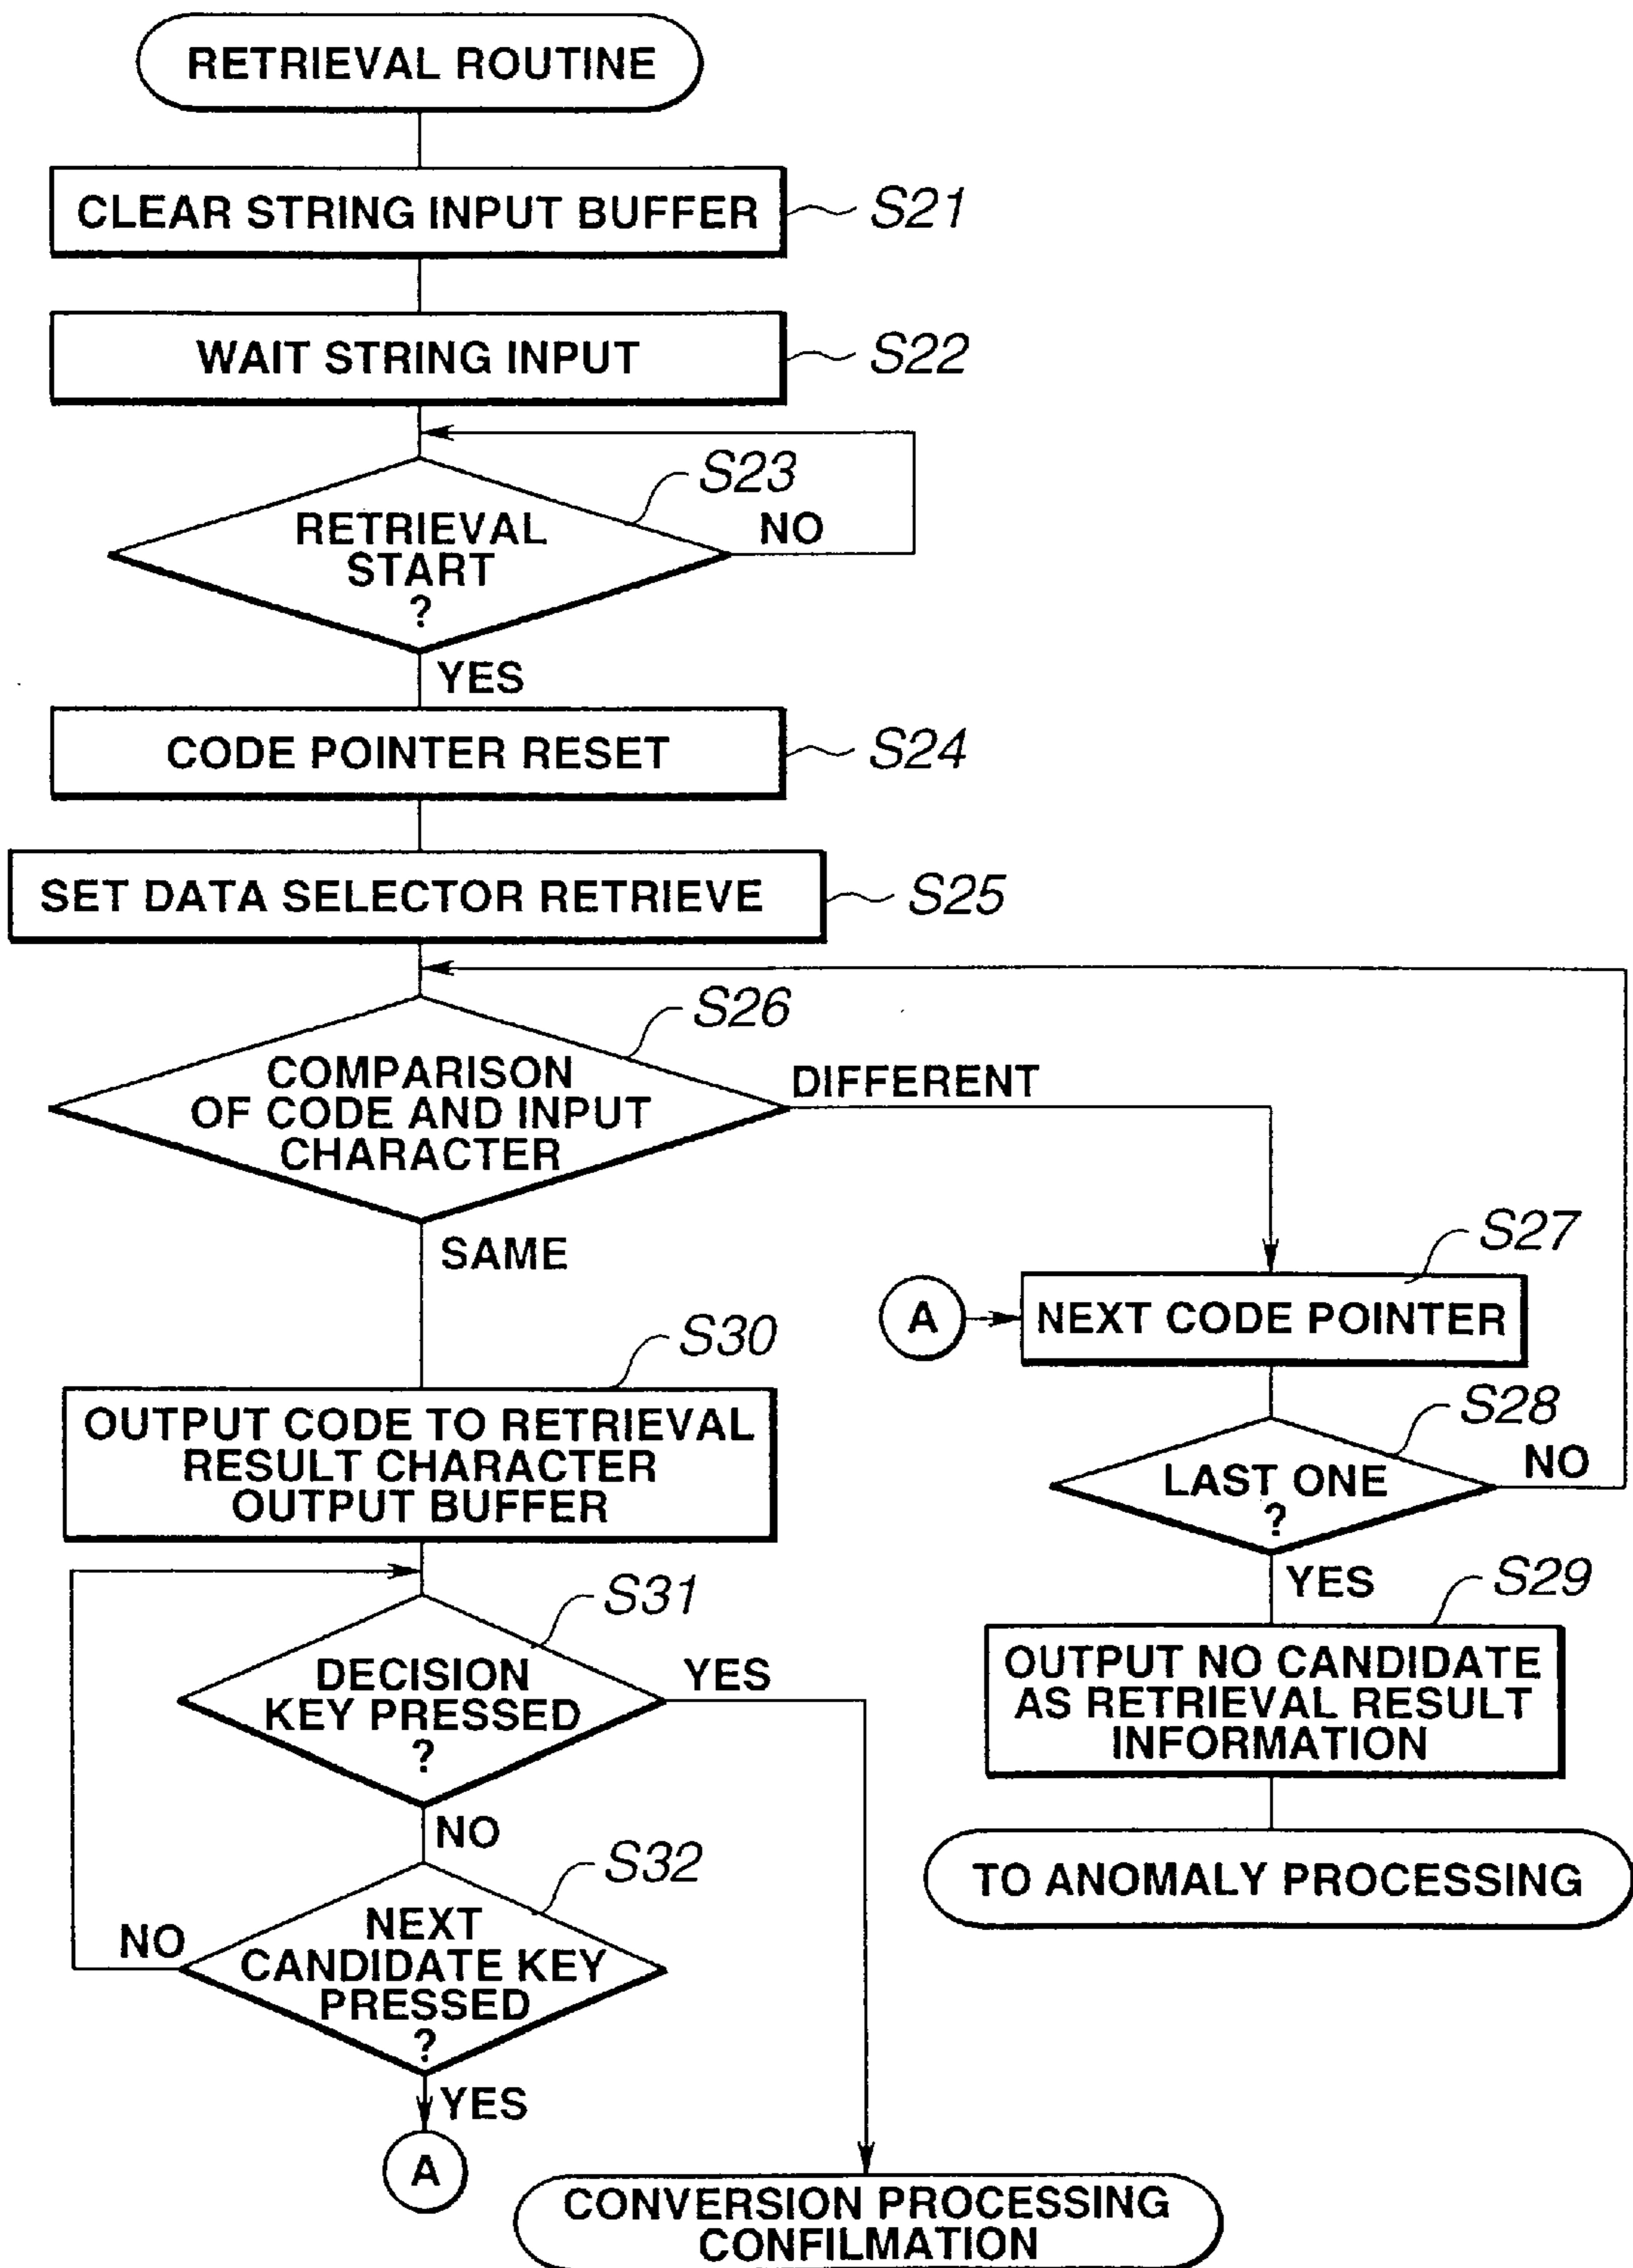 RETRIEVAL ROUTINE
CLEAR STRING INPUT BUFFER
S21
WAIT STRING INPUT
S22
S23
RETRIEVAL
START
?
NO
YES
CODE POINTER RESET
S24
SET DATA SELECTOR RETRIEVE
S25
S26
COMPARISON
OF CODE AND INPUT
CHARACTER
DIFFERENT
SAME
S27
A
NEXT CODE POINTER
S28
LAST ONE
?
NO
YES
S29
OUTPUT NO CANDIDATE
AS RETRIEVAL RESULT
INFORMATION
TO ANOMALY PROCESSING
S30
OUTPUT CODE TO RETRIEVAL
RESULT CHARACTER
OUTPUT BUFFER
S31
DECISION
KEY PRESSED
?
YES
NO
S32
NEXT
CANDIDATE KEY
PRESSED
?
NO
YES
A
CONVERSION PROCESSING
CONFILMATION